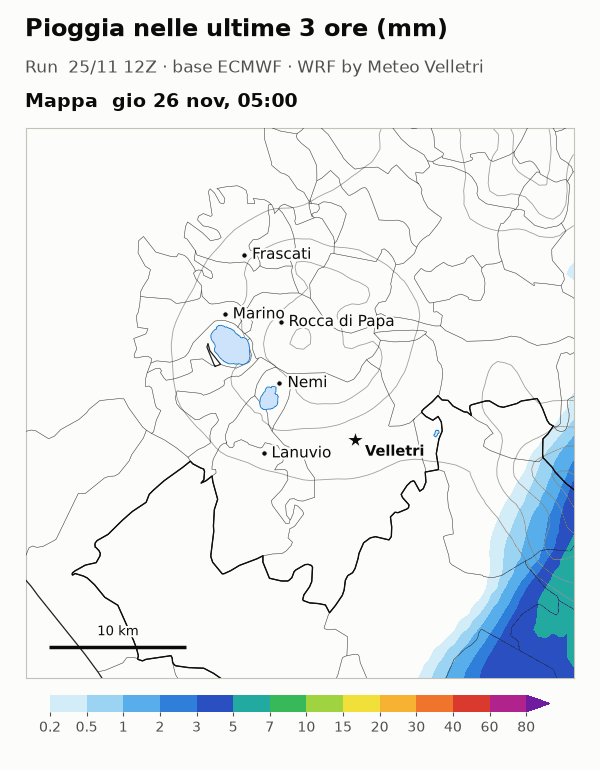 Pioggia nelle ultime 3 ore (mm)
Run  25/11 12Z · base ECMWF · WRF by Meteo Velletri
Mappa  gio 26 nov, 05:00
Frascati
Marino
Rocca di Papa
Nemi
Velletri
Lanuvio
10 km
0.2 0.5 1 2 3 5 7 10 15 20 30 40 60 80